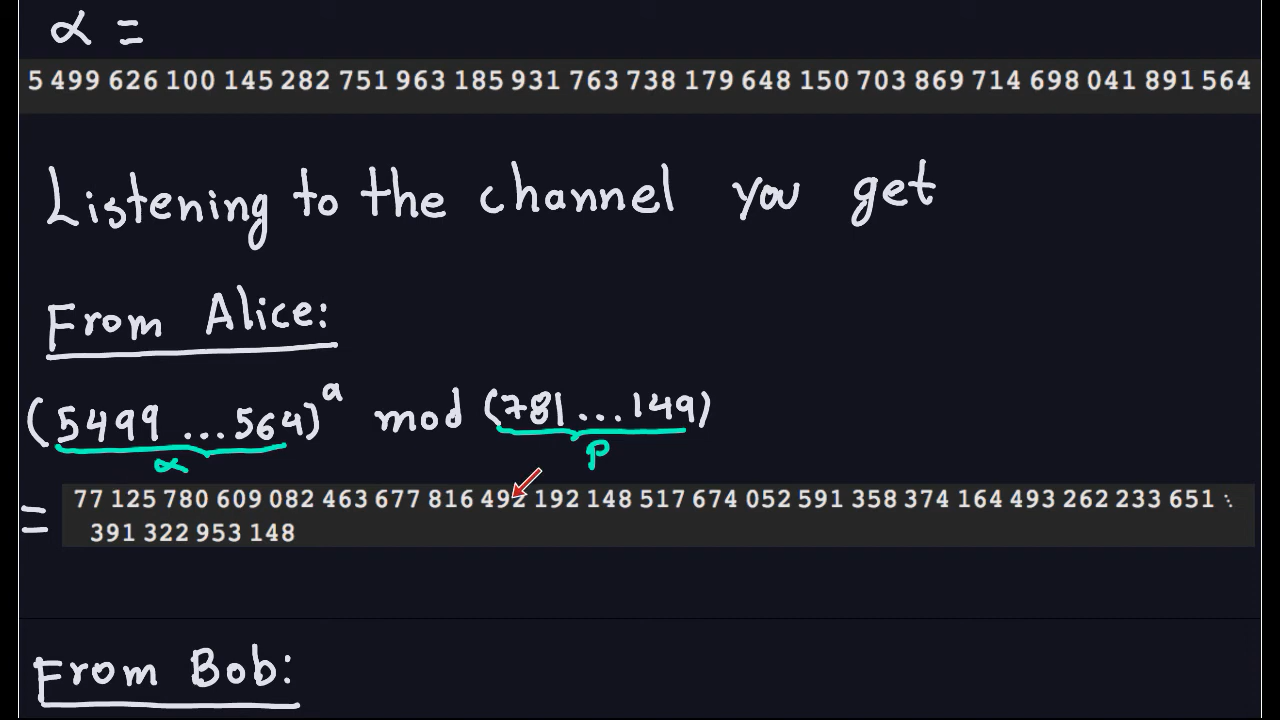 α =
5 499 626 100 145 282 751 963 185 931 763 738 179 648 150 703 869 714 698 041 891 564
Listening to the channel you get
From Alice:
(5499 ... 564)^a mod (781 ... 149)
α p
= 77 125 780 609 082 463 677 816 492 192 148 517 674 052 591 358 374 164 493 262 233 651 ⋱
391 322 953 148
From Bob: